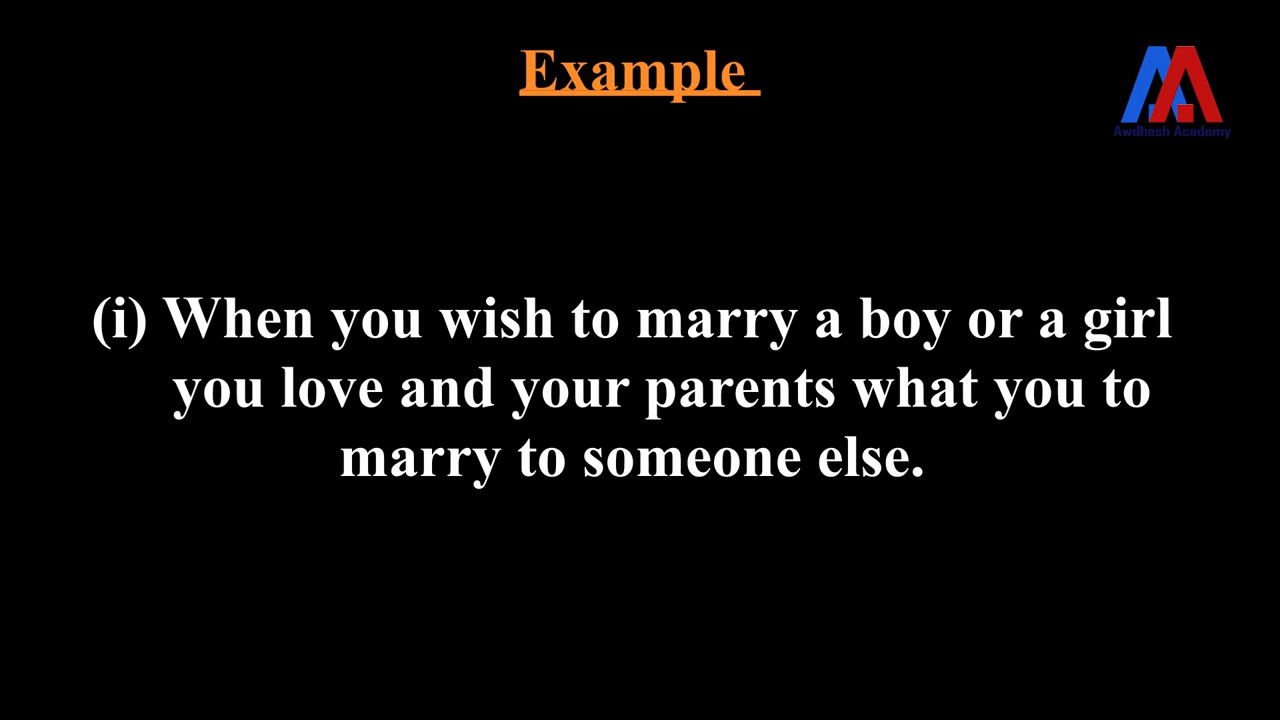 Example
Awdhesh Academy
(i) When you wish to marry a boy or a girl
you love and your parents what you to
marry to someone else.